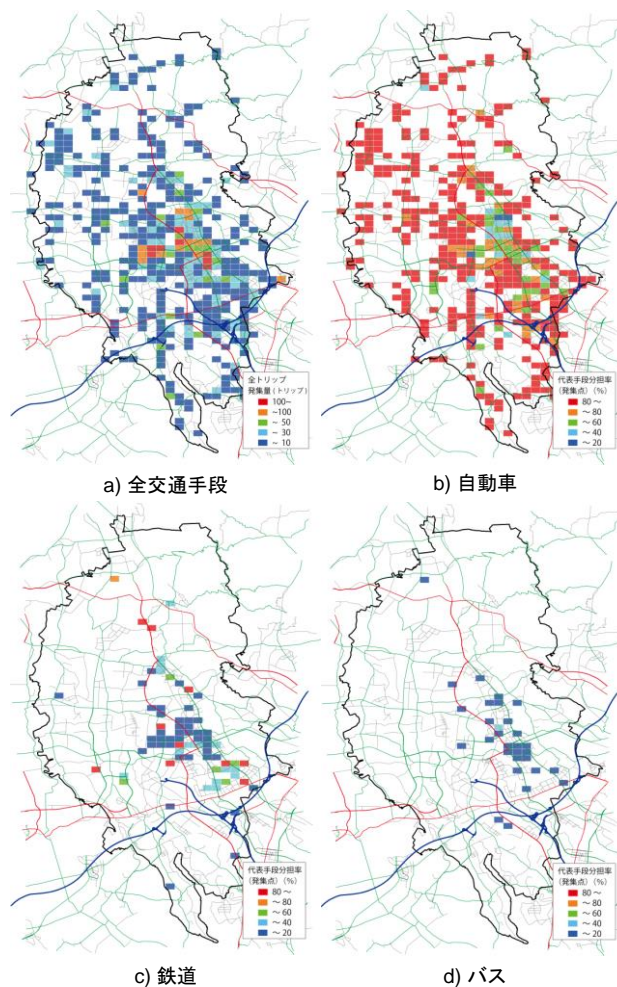 全トリップ
発集量(トリップ)
100~
~100
~ 50
~ 30
~ 10
a) 全交通手段
代表手段分担率
(発集点) (%)
80~
~80
~60
~40
~20
b) 自動車
代表手段分担率
(発集点) (%)
80~
~80
~60
~40
~20
c) 鉄道
代表手段分担率
(発集点) (%)
80~
~80
~60
~40
~20
d) バス